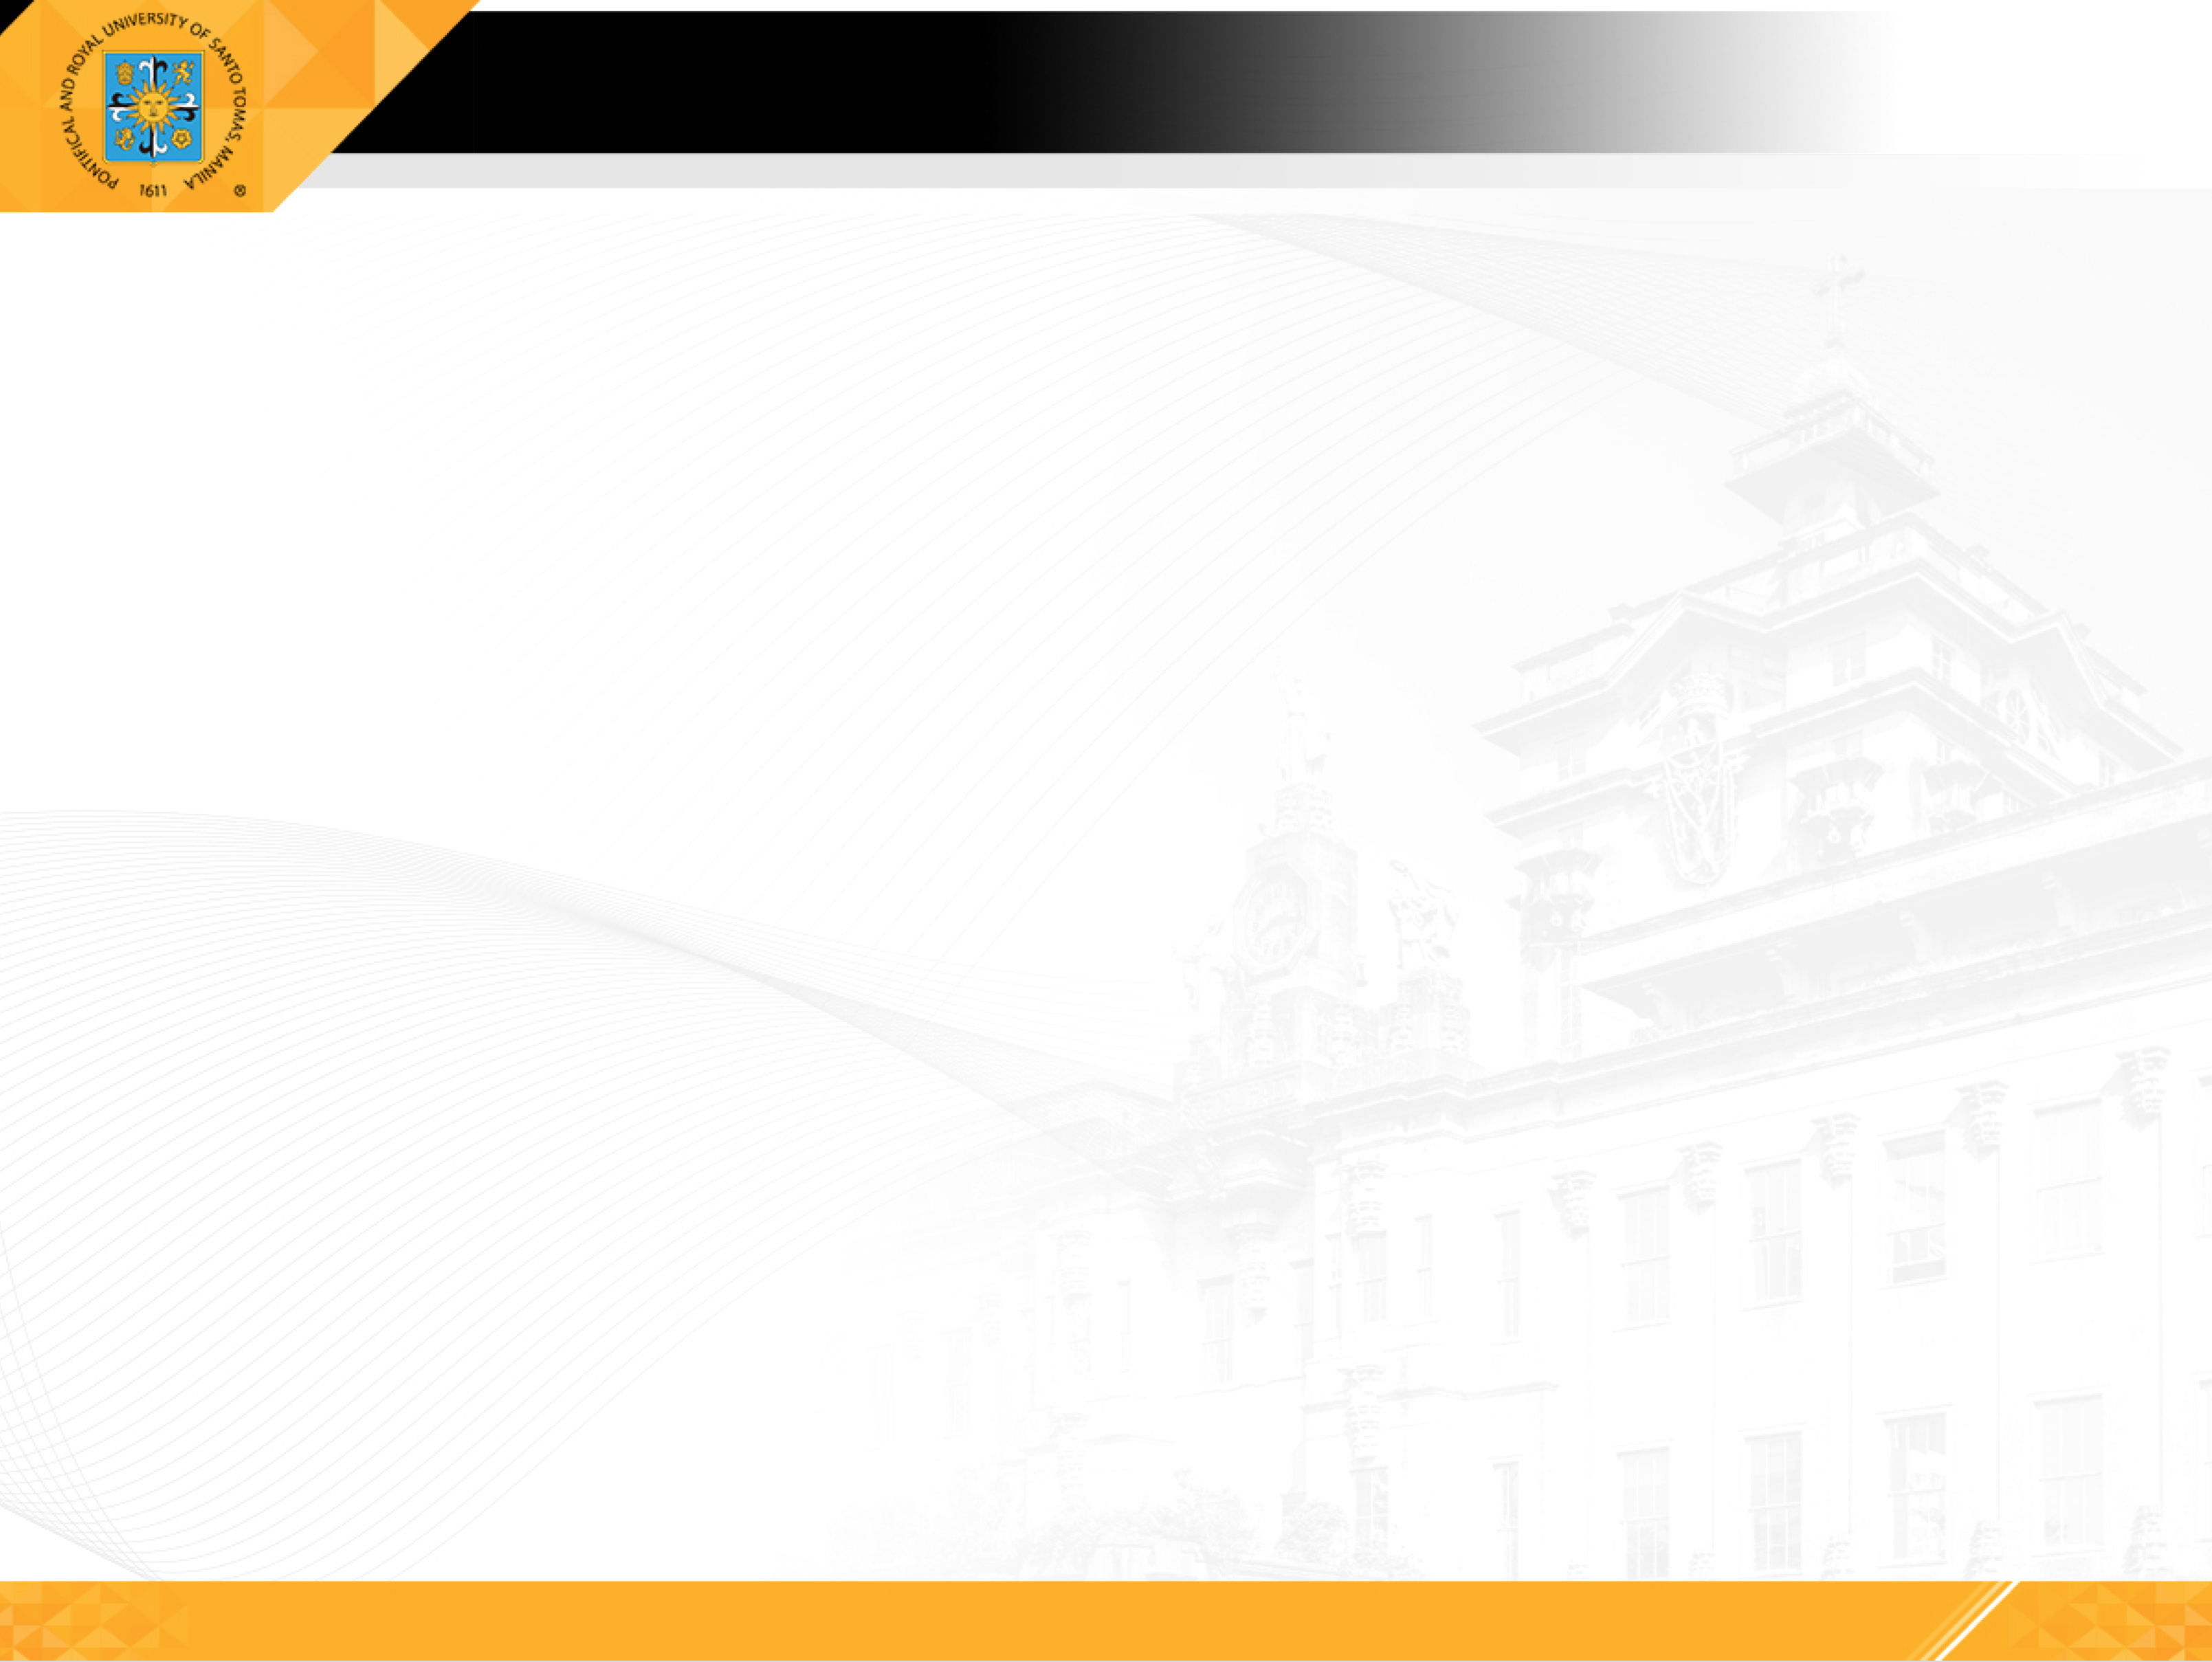 PONTIFICAL AND ROYAL UNIVERSITY OF SANTO TOMAS, MANILA
1611
®